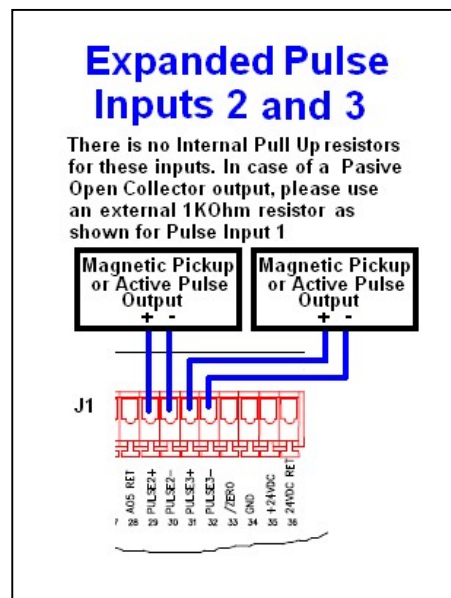 Expanded Pulse
Inputs 2 and 3
There is no Internal Pull Up resistors
for these inputs. In case of a Pasive
Open Collector output, please use
an external 1KOhm resistor as
shown for Pulse Input 1
Magnetic Pickup
or Active Pulse
Output
+ -
Magnetic Pickup
or Active Pulse
Output
+ -
J1
AO5 RET
PULSE2+
PULSE2-
PULSE3+
PULSE3-
/ZERO
GND
+24VDC
24VDC RET
28 29 30 31 32 33 34 35 36